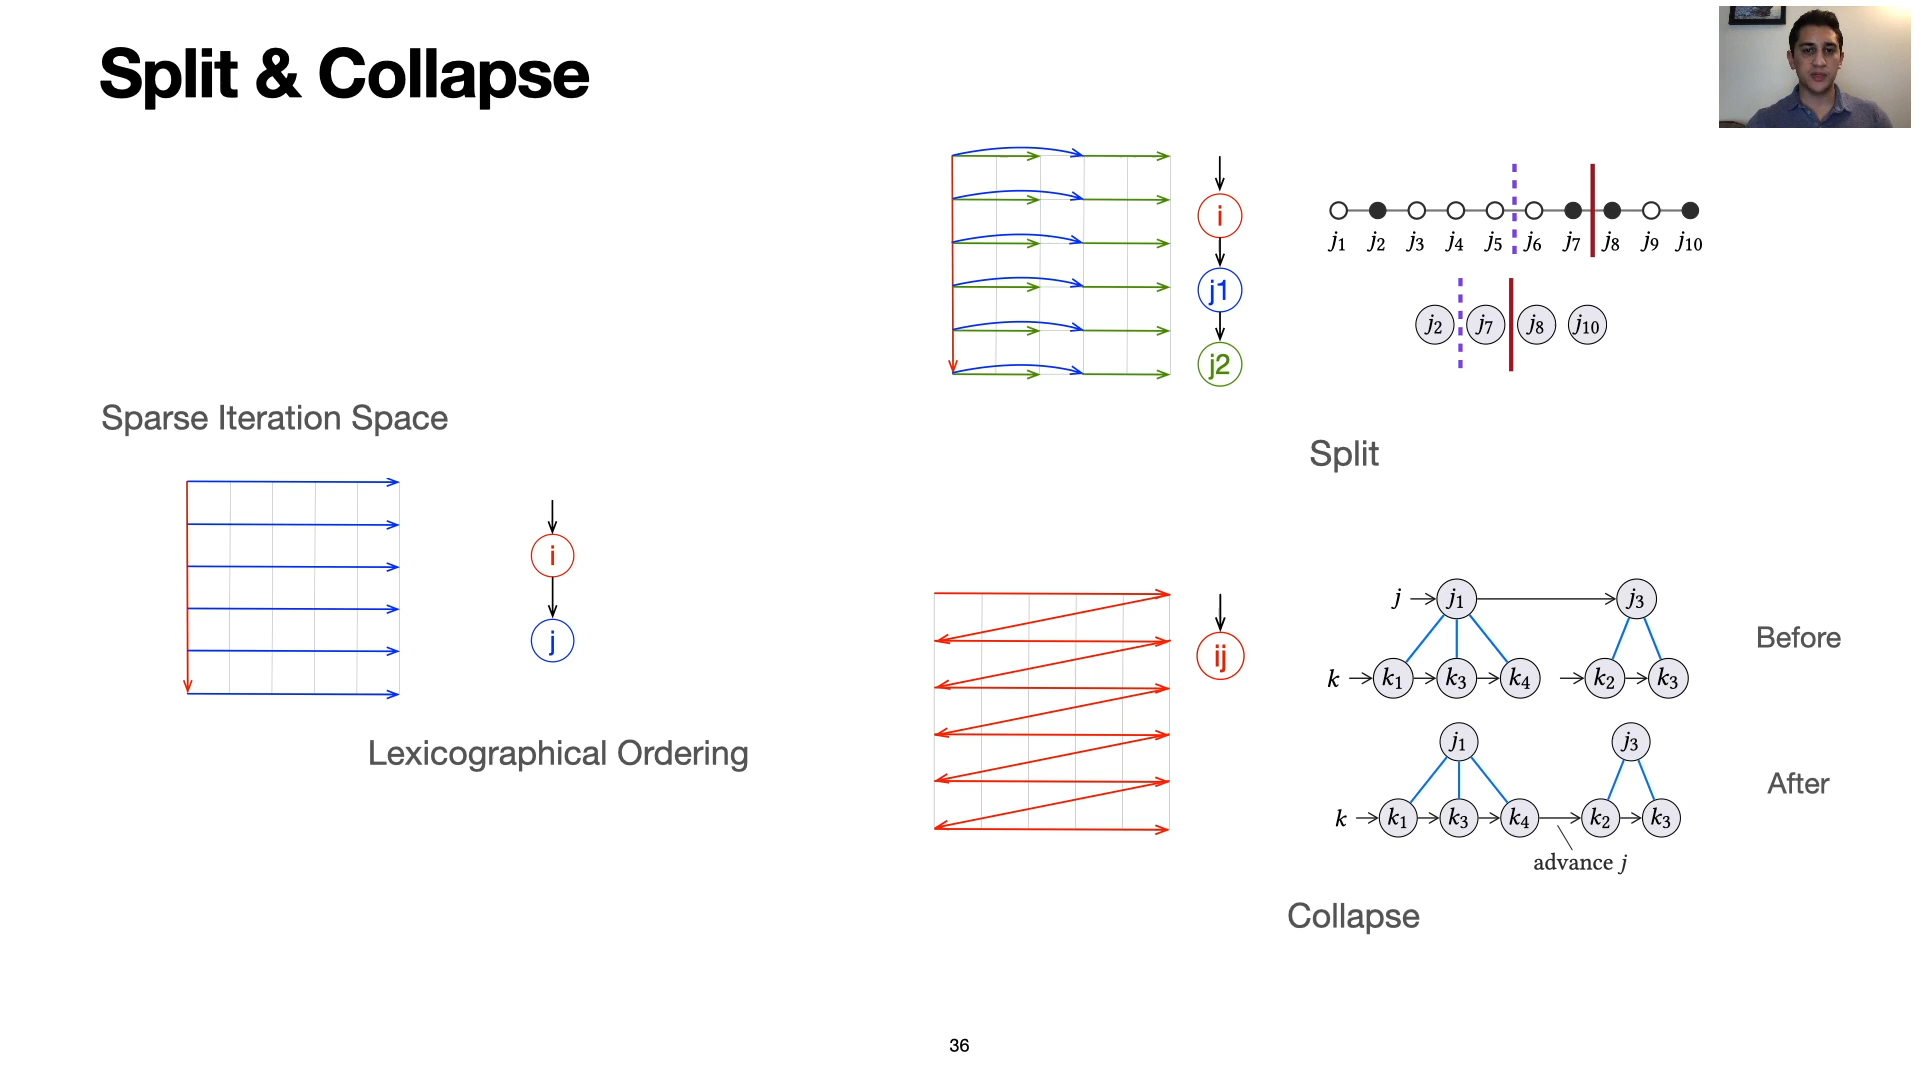 Split & Collapse
Sparse Iteration Space
i
j
Lexicographical Ordering
i
j1
j2
j1 j2 j3 j4 j5 j6 j7 j8 j9 j10
j2 j7 j8 j10
Split
ij
j j1 j3
k k1 k3 k4 k2 k3
Before
j1 j3
k k1 k3 k4 k2 k3
advance j
After
Collapse
36